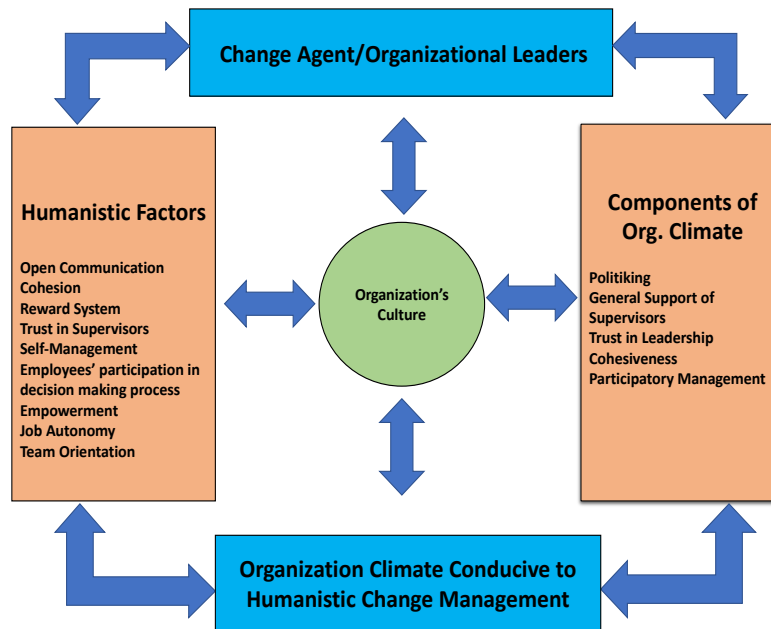 Change Agent/Organizational Leaders
Humanistic Factors
Open Communication
Cohesion
Reward System
Trust in Supervisors
Self-Management
Employees' participation in
decision making process
Empowerment
Job Autonomy
Team Orientation
Organization's
Culture
Components of
Org. Climate
Politiking
General Support of
Supervisors
Trust in Leadership
Cohesiveness
Participatory Management
Organization Climate Conducive to
Humanistic Change Management